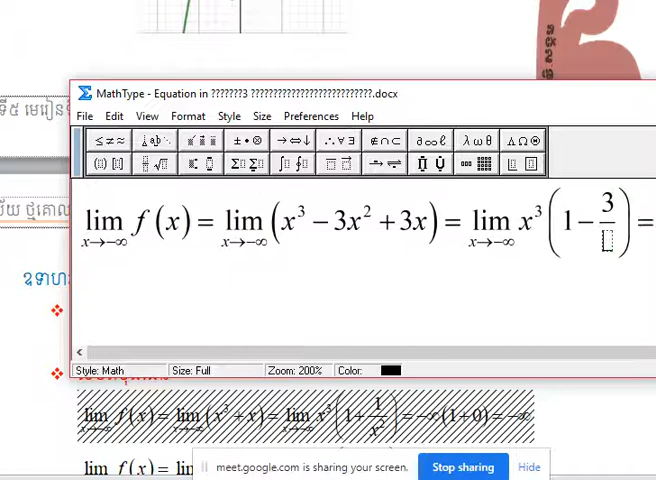 MathType - Equation in ???????3 ???????????????????????????.docx
File Edit View Format Style Size Preferences Help
lim x→−∞ f (x) = lim x→−∞ (x³ − 3x² + 3x) = lim x→−∞ x³ (1 − 3/ ) =
Style: Math Size: Full Zoom: 200% Color:
lim x→−∞ f(x) = lim x→−∞ (x³ + x) = lim x→−∞ x³ (1 + 1/x²) = −∞(1+0) = −∞
lim f(x) = lim
meet.google.com is sharing your screen. Stop sharing Hide